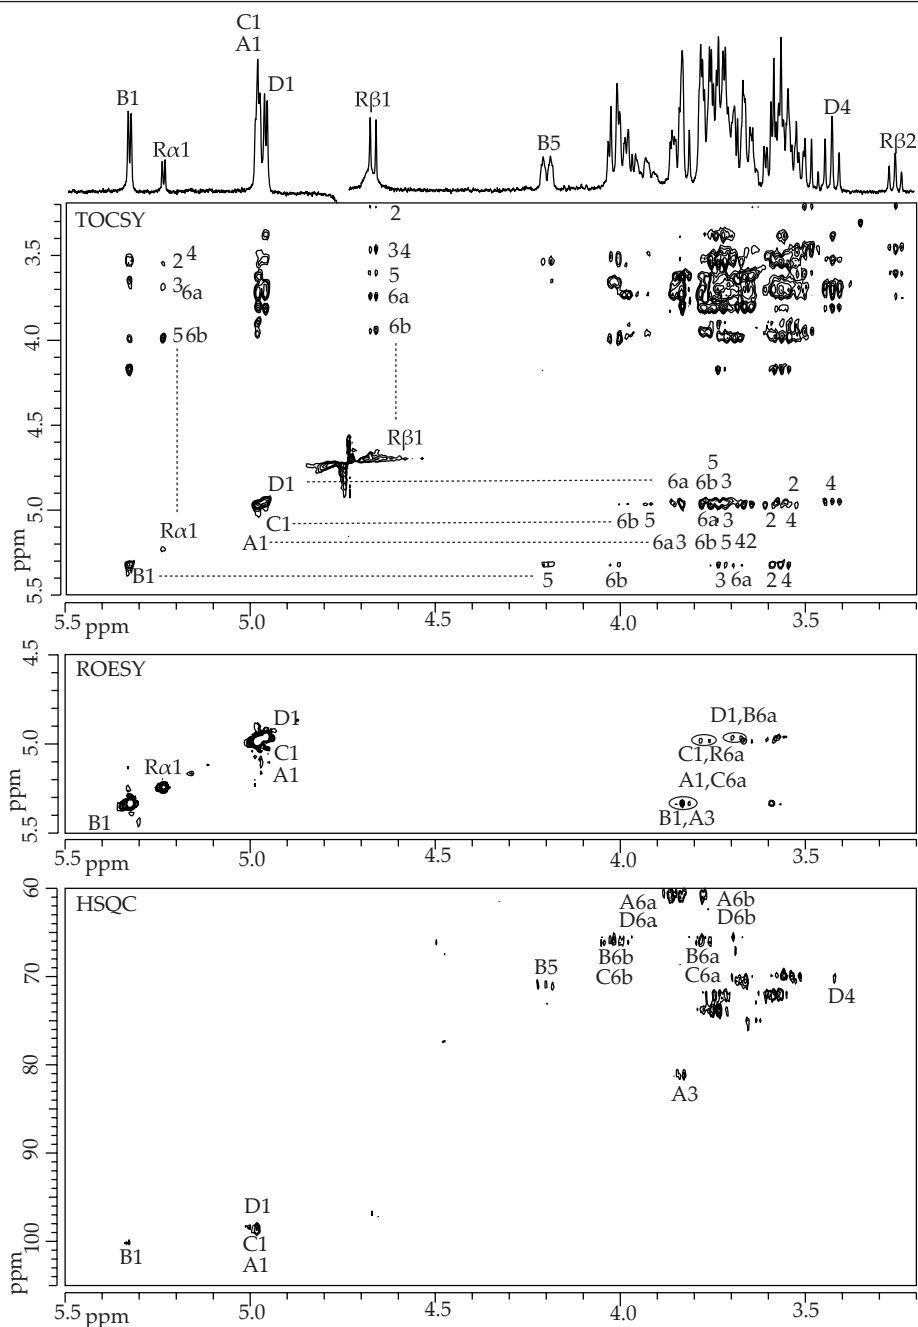 C1
A1
D1
B1
Rα1
Rβ1
B5
D4
Rβ2
TOCSY
2
4
2
34
3
6a
5
6a
5 6b
6b
Rβ1
D1
5
6a 6b 3 2 4
Rα1
C1
6b 5 6a 3 2 4
A1
6a 3 6b 5 42
B1
5 6b 3 6a 2 4
3.5
4.0
4.5
5.0
5.5
ppm
5.5 ppm 5.0 4.5 4.0 3.5
ROESY
D1
C1
A1
Rα1
B1
D1,B6a
C1,R6a
A1,C6a
B1,A3
4.5
5.0
5.5
ppm
5.5 ppm 5.0 4.5 4.0 3.5
HSQC
A6a
D6a
A6b
D6b
B6b
C6b
B6a
C6a
B5
D4
A3
D1
C1
A1
B1
60
70
80
90
100
ppm
5.5 ppm 5.0 4.5 4.0 3.5